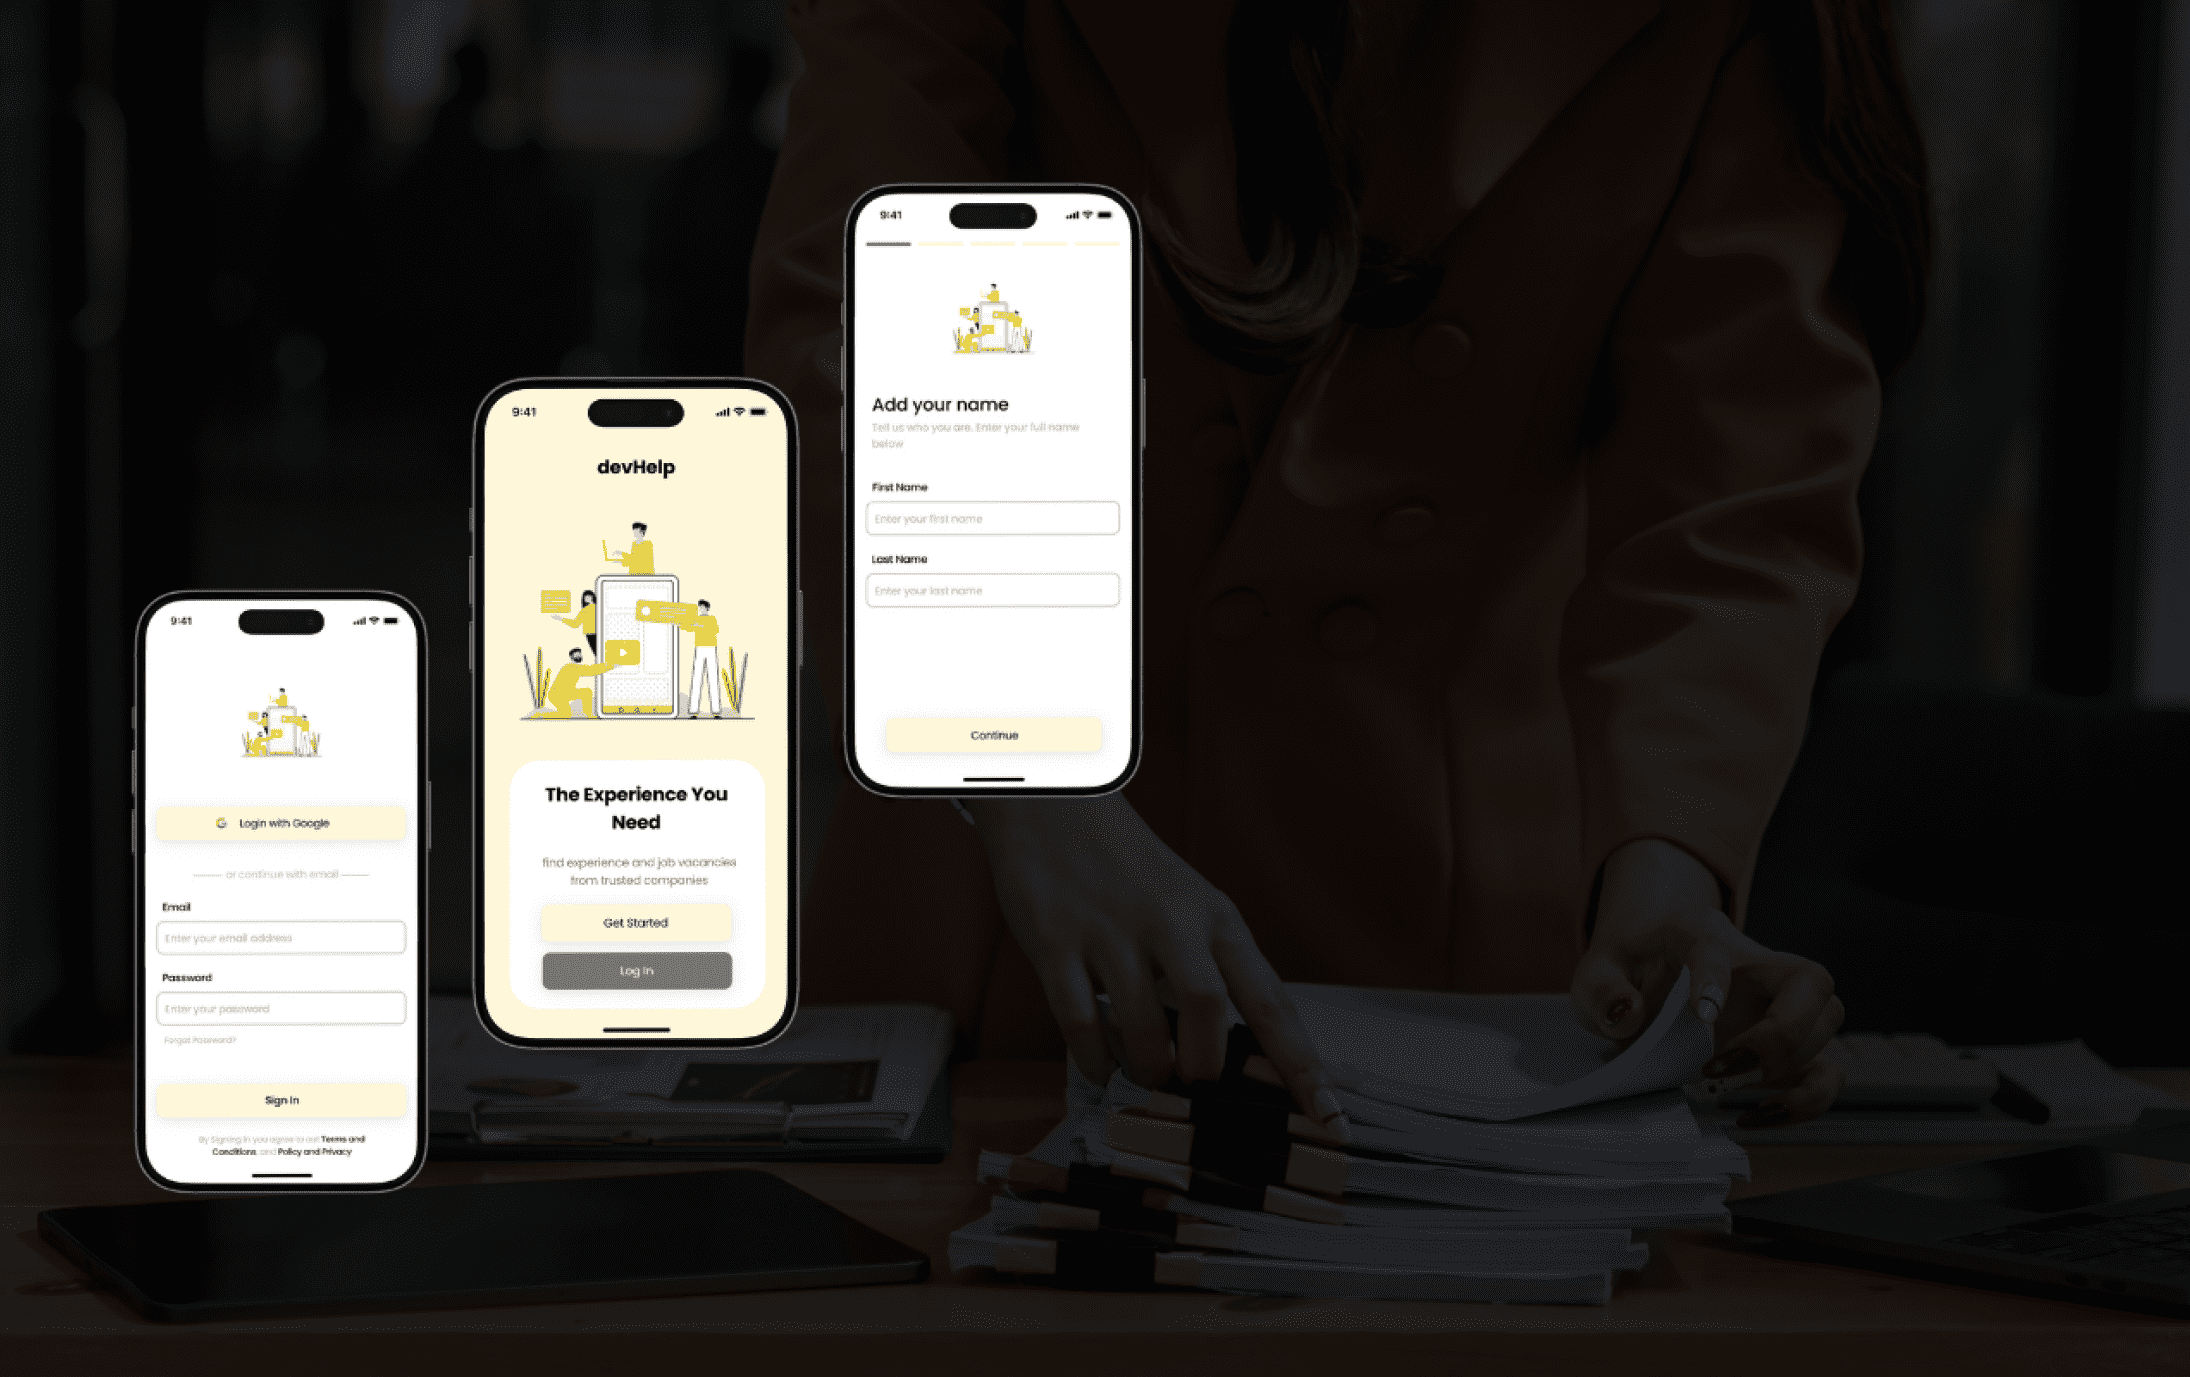 9:41
Login with Google
or continue with email
Email
Enter your email address
Password
Enter your password
Forget Password?
Sign In
By Signing in you agree to our Terms and
Conditions and Policy and Privacy
9:41
devHelp
The Experience You
Need
find experience and job vacancies
from trusted companies
Get Started
Log In
9:41
Add your name
Tell us who you are. Enter your full name
below
First Name
Enter your first name
Last Name
Enter your last name
Continue